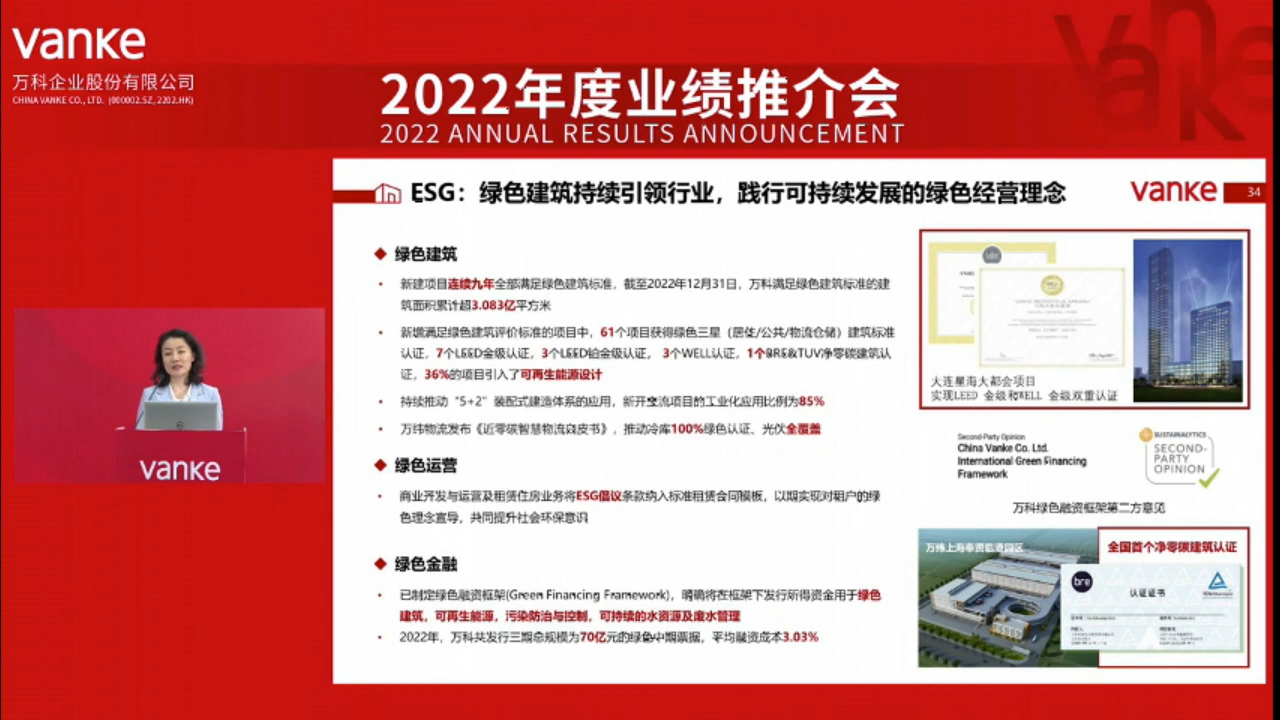 vanke
万科企业股份有限公司
CHINA VANKE CO., LTD. (000002.SZ, 2202.HK)
2022年度业绩推介会
2022 ANNUAL RESULTS ANNOUNCEMENT
vanke
ESG：绿色建筑持续引领行业，践行可持续发展的绿色经营理念
vanke
34
绿色建筑
新建项目连续九年全部满足绿色建筑标准，截至2022年12月31日，万科满足绿色建筑标准的建
筑面积累计超3.083亿平方米
新增满足绿色建筑评价标准的项目中，61个项目获得绿色三星（居住/公共/物流仓储）建筑标准
认证，7个LEED金级认证，3个LEED铂金级认证， 3个WELL认证，1个BRE&TUV净零碳建筑认
证，36%的项目引入了可再生能源设计
持续推动“5+2”装配式建造体系的应用，新开主流项目的工业化应用比例为85%
万纬物流发布《近零碳智慧物流白皮书》，推动冷库100%绿色认证、光伏全覆盖
绿色运营
商业开发与运营及租赁住房业务将ESG倡议条款纳入标准租赁合同模板，以期实现对租户的绿
色理念宣导，共同提升社会环保意识
绿色金融
已制定绿色融资框架(Green Financing Framework)，明确将在框架下发行所得资金用于绿色
建筑，可再生能源，污染防治与控制，可持续的水资源及废水管理
2022年，万科共发行三期总规模为70亿元的绿色中期票据，平均融资成本3.03%
大连星海大都会项目
实现LEED 金级和WELL 金级双重认证
Second-Party Opinion
China Vanke Co. Ltd.
International Green Financing
Framework
SUSTAINALYTICS
SECOND-
PARTY
OPINION
万科绿色融资框架第二方意见
万纬上海奉贤临港园区
全国首个净零碳建筑认证
bre
认证证书
vanke